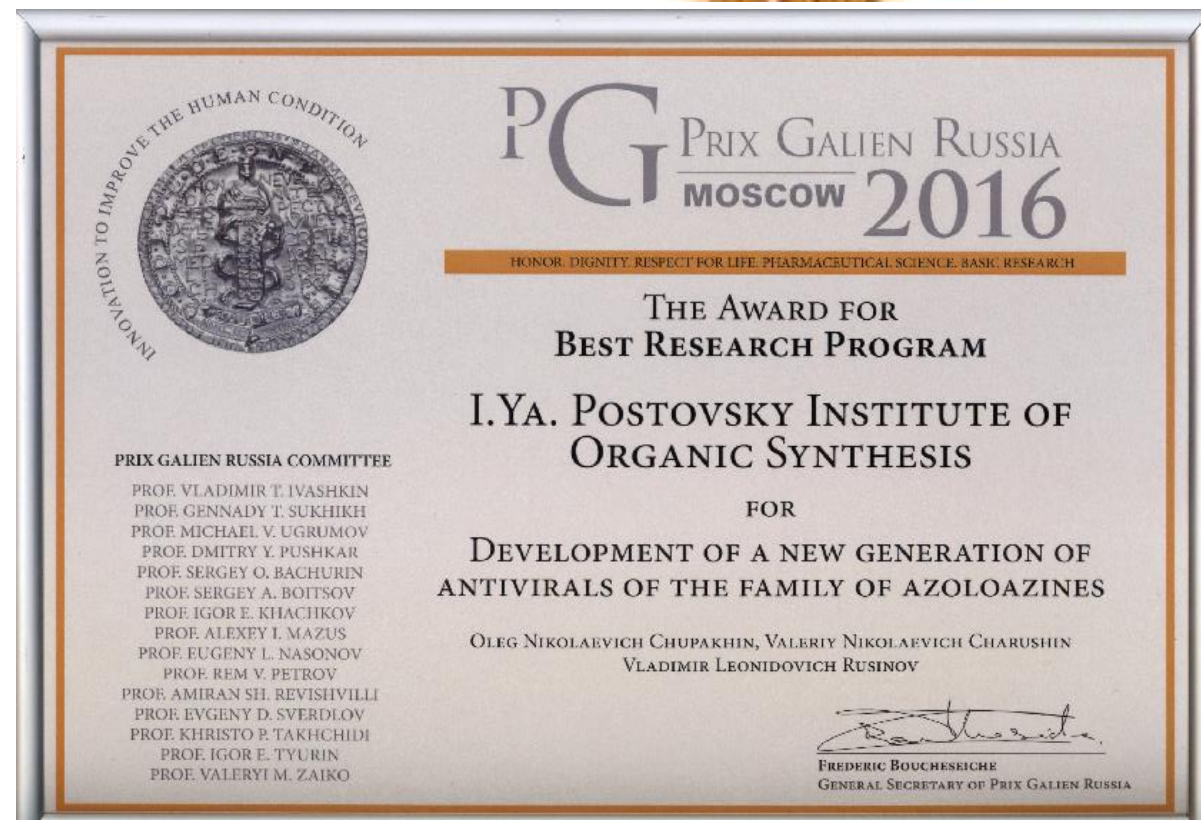 INNOVATION TO IMPROVE THE HUMAN CONDITION
PG PRIX GALIEN RUSSIA
MOSCOW 2016
HONOR. DIGNITY. RESPECT FOR LIFE. PHARMACEUTICAL SCIENCE. BASIC RESEARCH
THE AWARD FOR
BEST RESEARCH PROGRAM
I.YA. POSTOVSKY INSTITUTE OF
ORGANIC SYNTHESIS
FOR
DEVELOPMENT OF A NEW GENERATION OF
ANTIVIRALS OF THE FAMILY OF AZOLOAZINES
OLEG NIKOLAEVICH CHUPAKHIN, VALERIY NIKOLAEVICH CHARUSHIN
VLADIMIR LEONIDOVICH RUSINOV
FREDERIC BOUCHESEICHE
GENERAL SECRETARY OF PRIX GALIEN RUSSIA
PRIX GALIEN RUSSIA COMMITTEE
PROF. VLADIMIR T. IVASHKIN
PROF. GENNADY T. SUKHIKH
PROF. MICHAEL V. UGRUMOV
PROF. DMITRY Y. PUSHKAR
PROF. SERGEY O. BACHURIN
PROF. SERGEY A. BOITSOV
PROF. IGOR E. KHACHKOV
PROF. ALEXEY I. MAZUS
PROF. EUGENY L. NASONOV
PROF. REM V. PETROV
PROF. AMIRAN SH. REVISHVILLI
PROF. EVGENY D. SVERDLOV
PROF. KHRISTO P. TAKHCHIDI
PROF. IGOR E. TYURIN
PROF. VALERYI M. ZAIKO